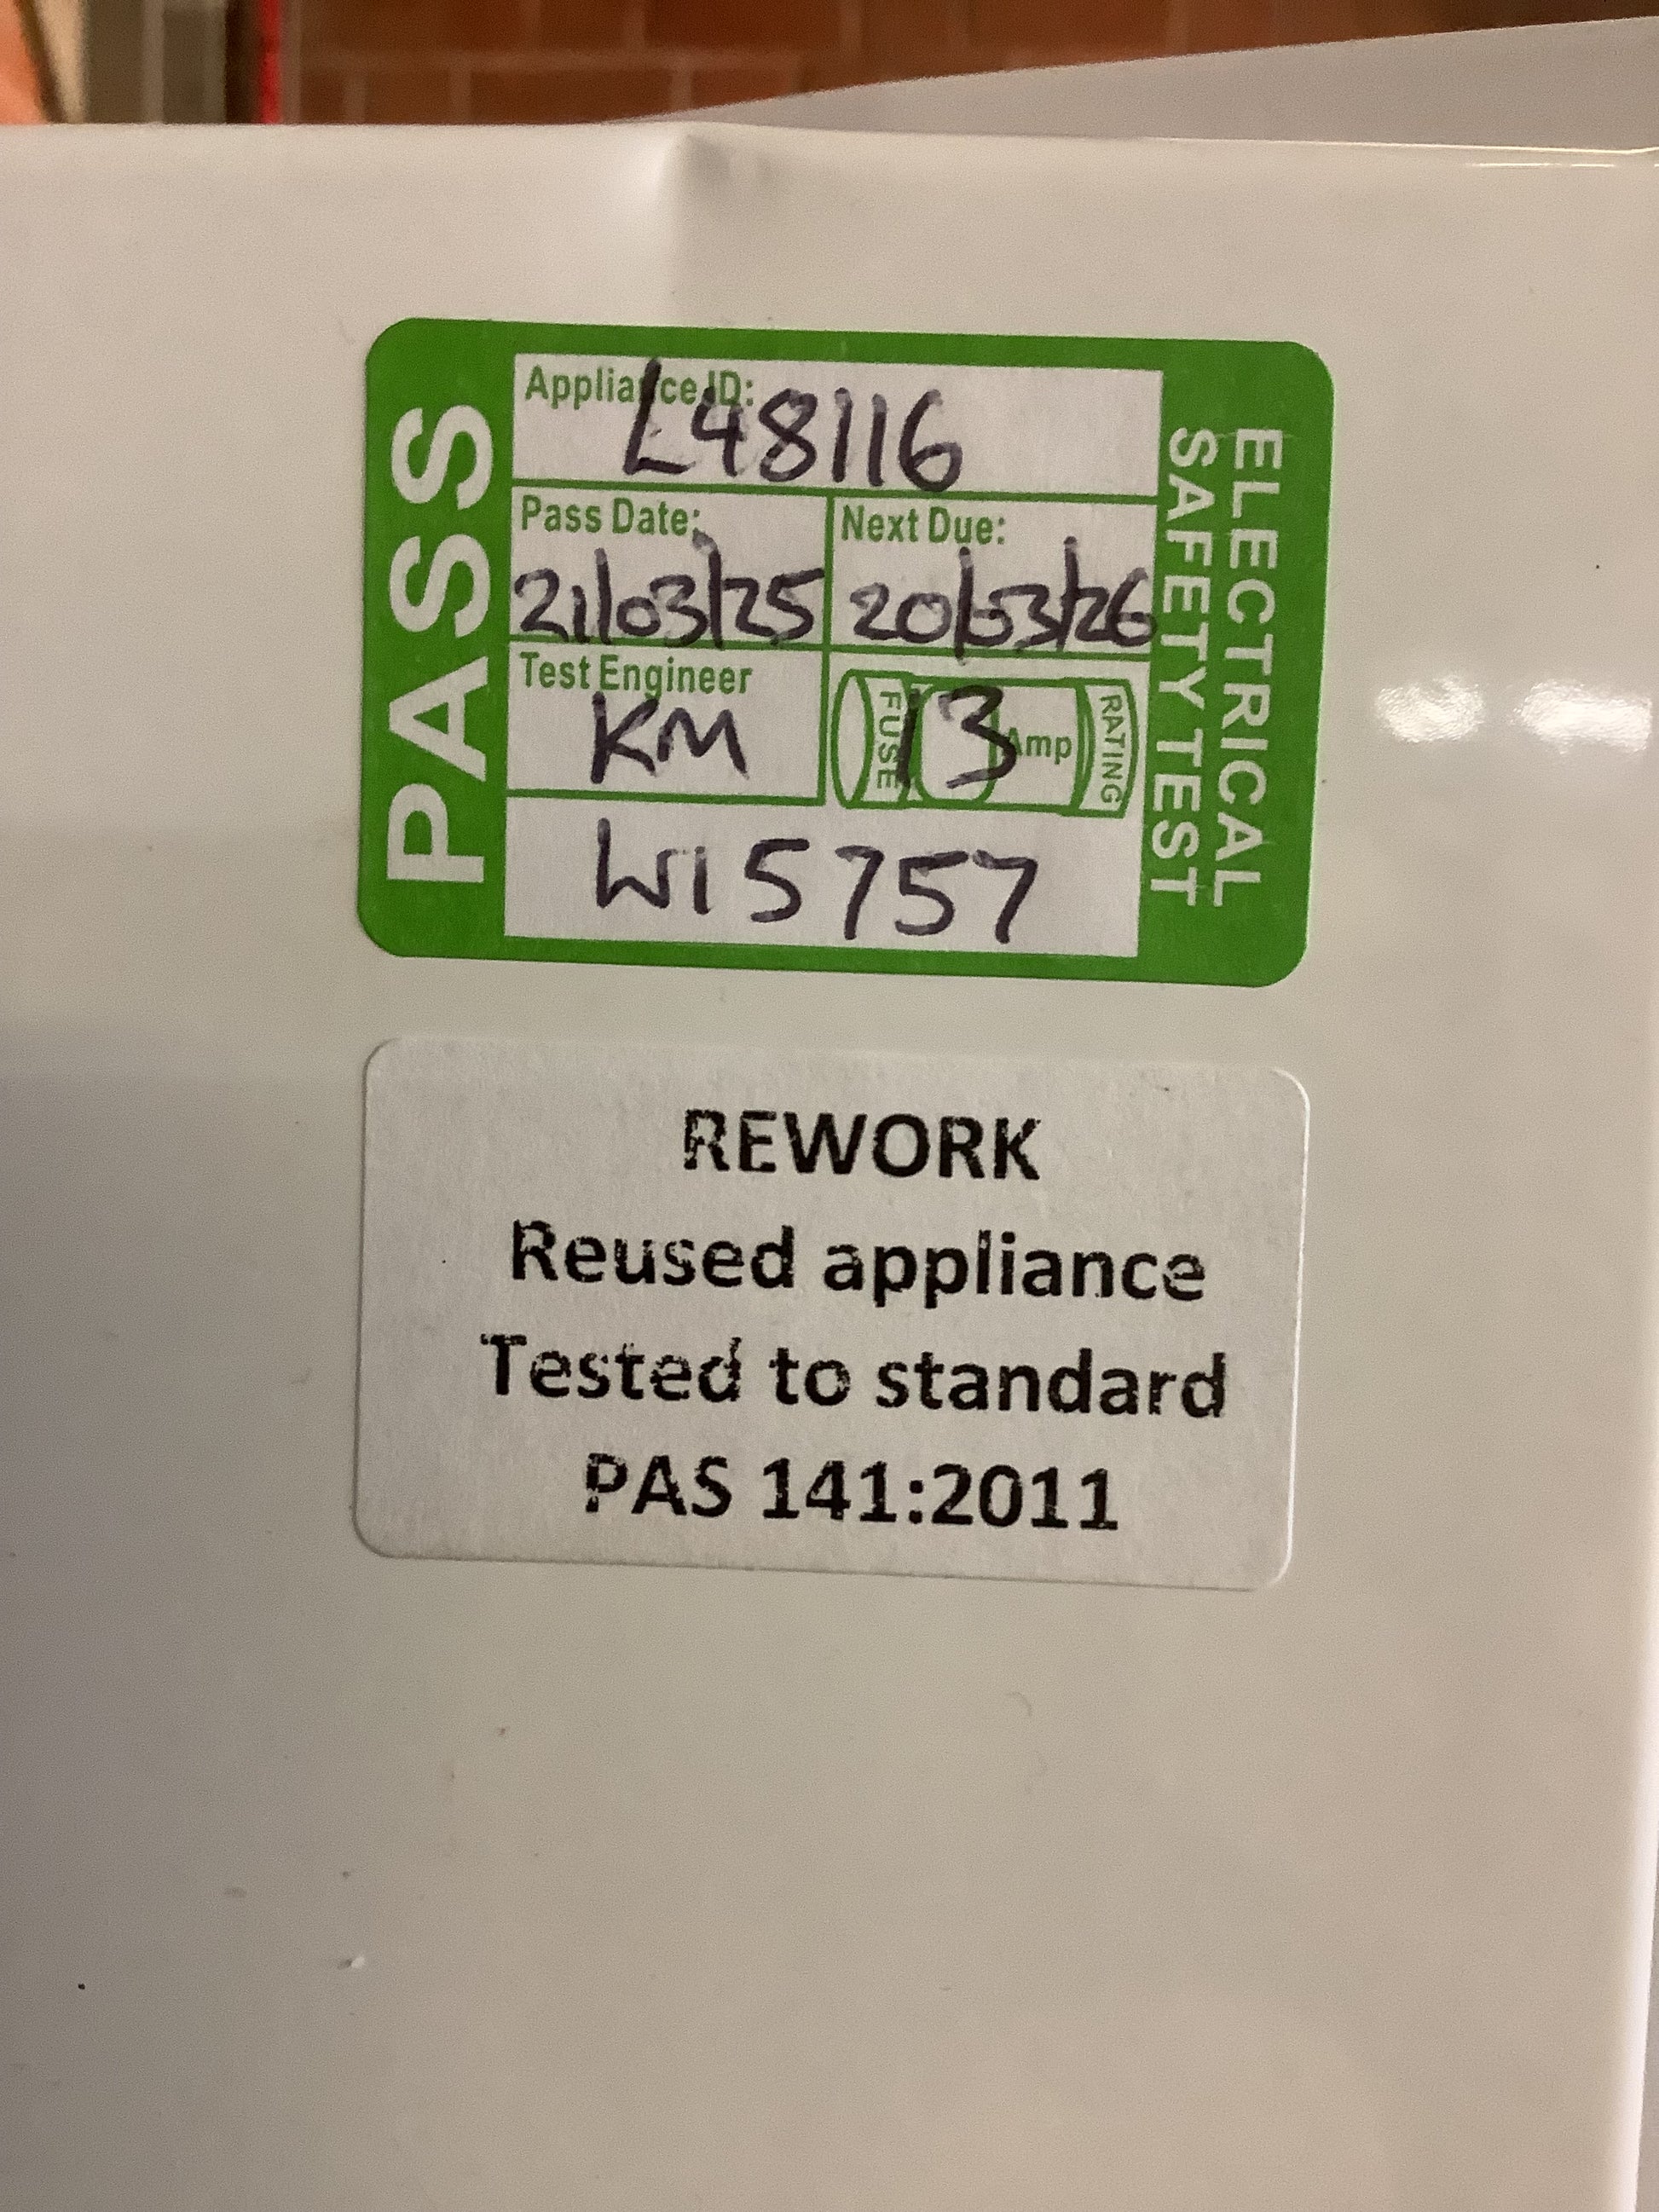 PASS
Appliance ID:
L48116
Pass Date:
21/03/25
Next Due:
20/03/26
Test Engineer
KM
FUSE 13 Amp RATING
W15757
ELECTRICAL
SAFETY TEST
REWORK
Reused appliance
Tested to standard
PAS 141:2011